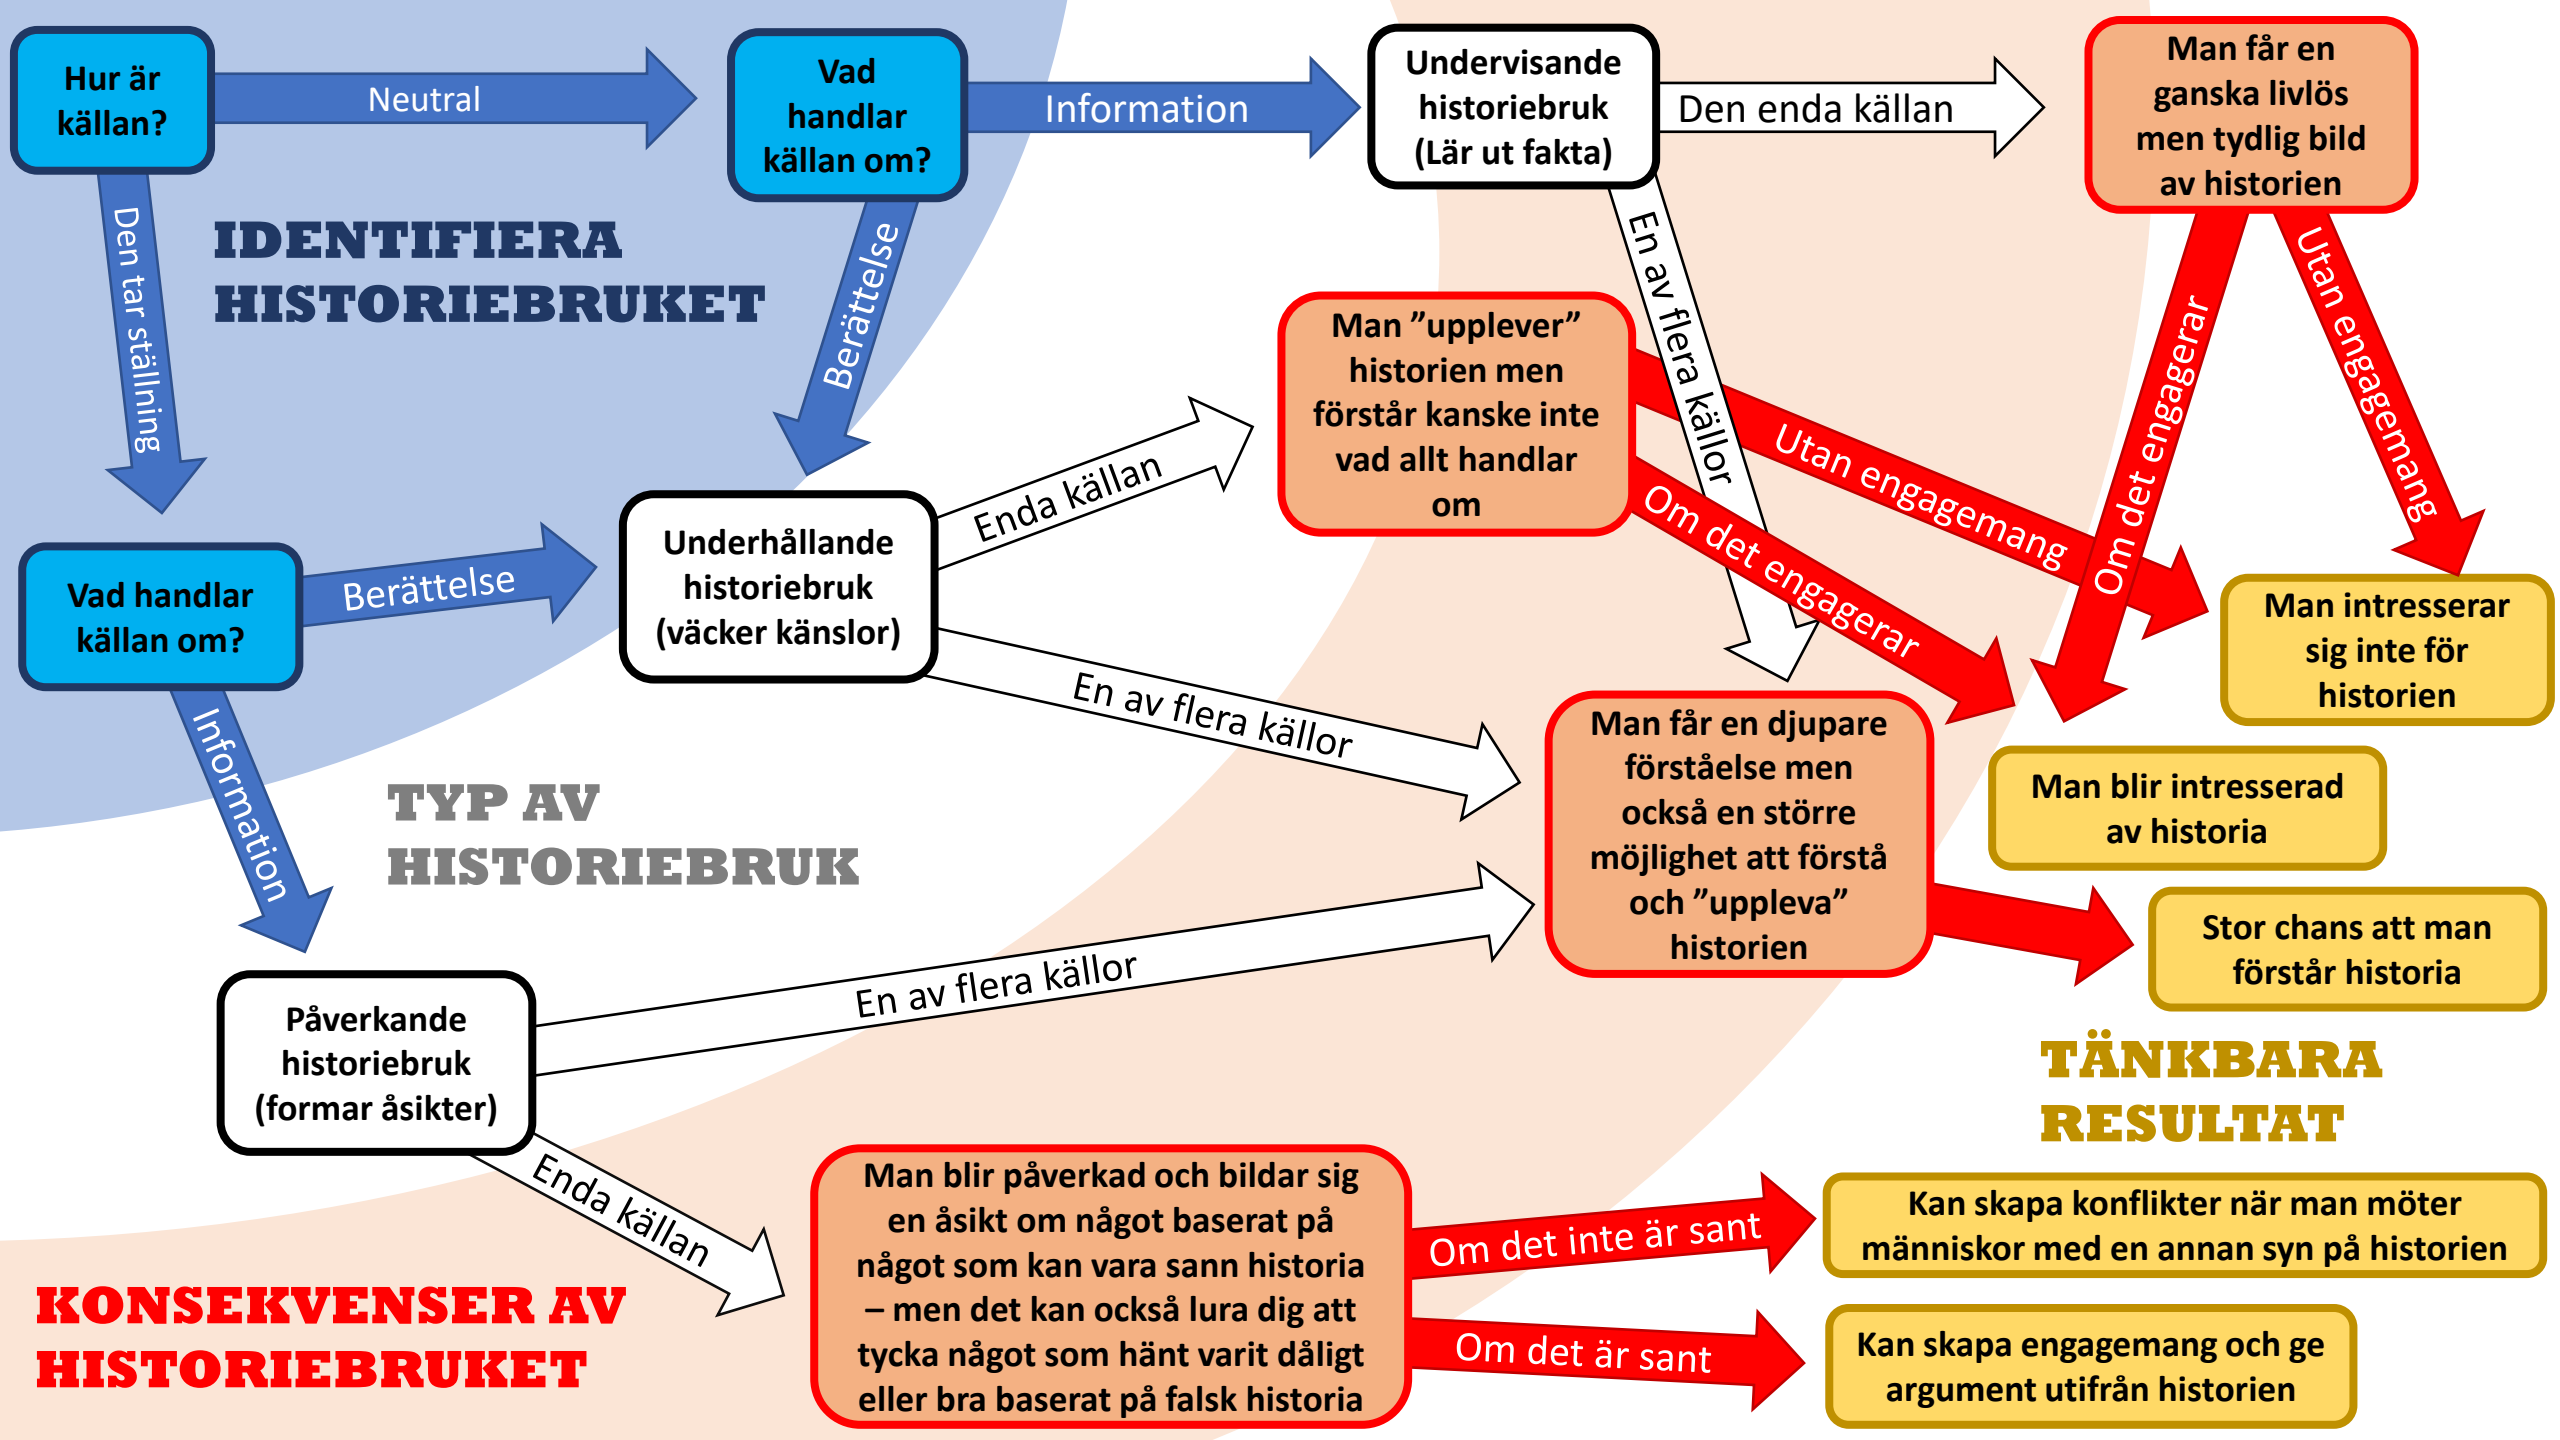 Hur är
källan?
Neutral
Vad
handlar
källan om?
Information
Undervisande
historiebruk
(Lär ut fakta)
Den enda källan
Man får en
ganska livlös
men tydlig bild
av historien
Den tar ställning
IDENTIFIERA
HISTORIEBRUKET
Berättelse
En av flera källor
Om det engagerar
Utan engagemang
Man ”upplever”
historien men
förstår kanske inte
vad allt handlar
om
Utan engagemang
Om det engagerar
Enda källan
Vad handlar
källan om?
Berättelse
Underhållande
historiebruk
(väcker känslor)
En av flera källor
Man intresserar
sig inte för
historien
Information
TYP AV
HISTORIEBRUK
Man får en djupare
förståelse men
också en större
möjlighet att förstå
och ”uppleva”
historien
Man blir intresserad
av historia
Stor chans att man
förstår historia
Påverkande
historiebruk
(formar åsikter)
En av flera källor
Enda källan
TÄNKBARA
RESULTAT
KONSEKVENSER AV
HISTORIEBRUKET
Man blir påverkad och bildar sig
en åsikt om något baserat på
något som kan vara sann historia
– men det kan också lura dig att
tycka något som hänt varit dåligt
eller bra baserat på falsk historia
Om det inte är sant
Kan skapa konflikter när man möter
människor med en annan syn på historien
Om det är sant
Kan skapa engagemang och ge
argument utifrån historien